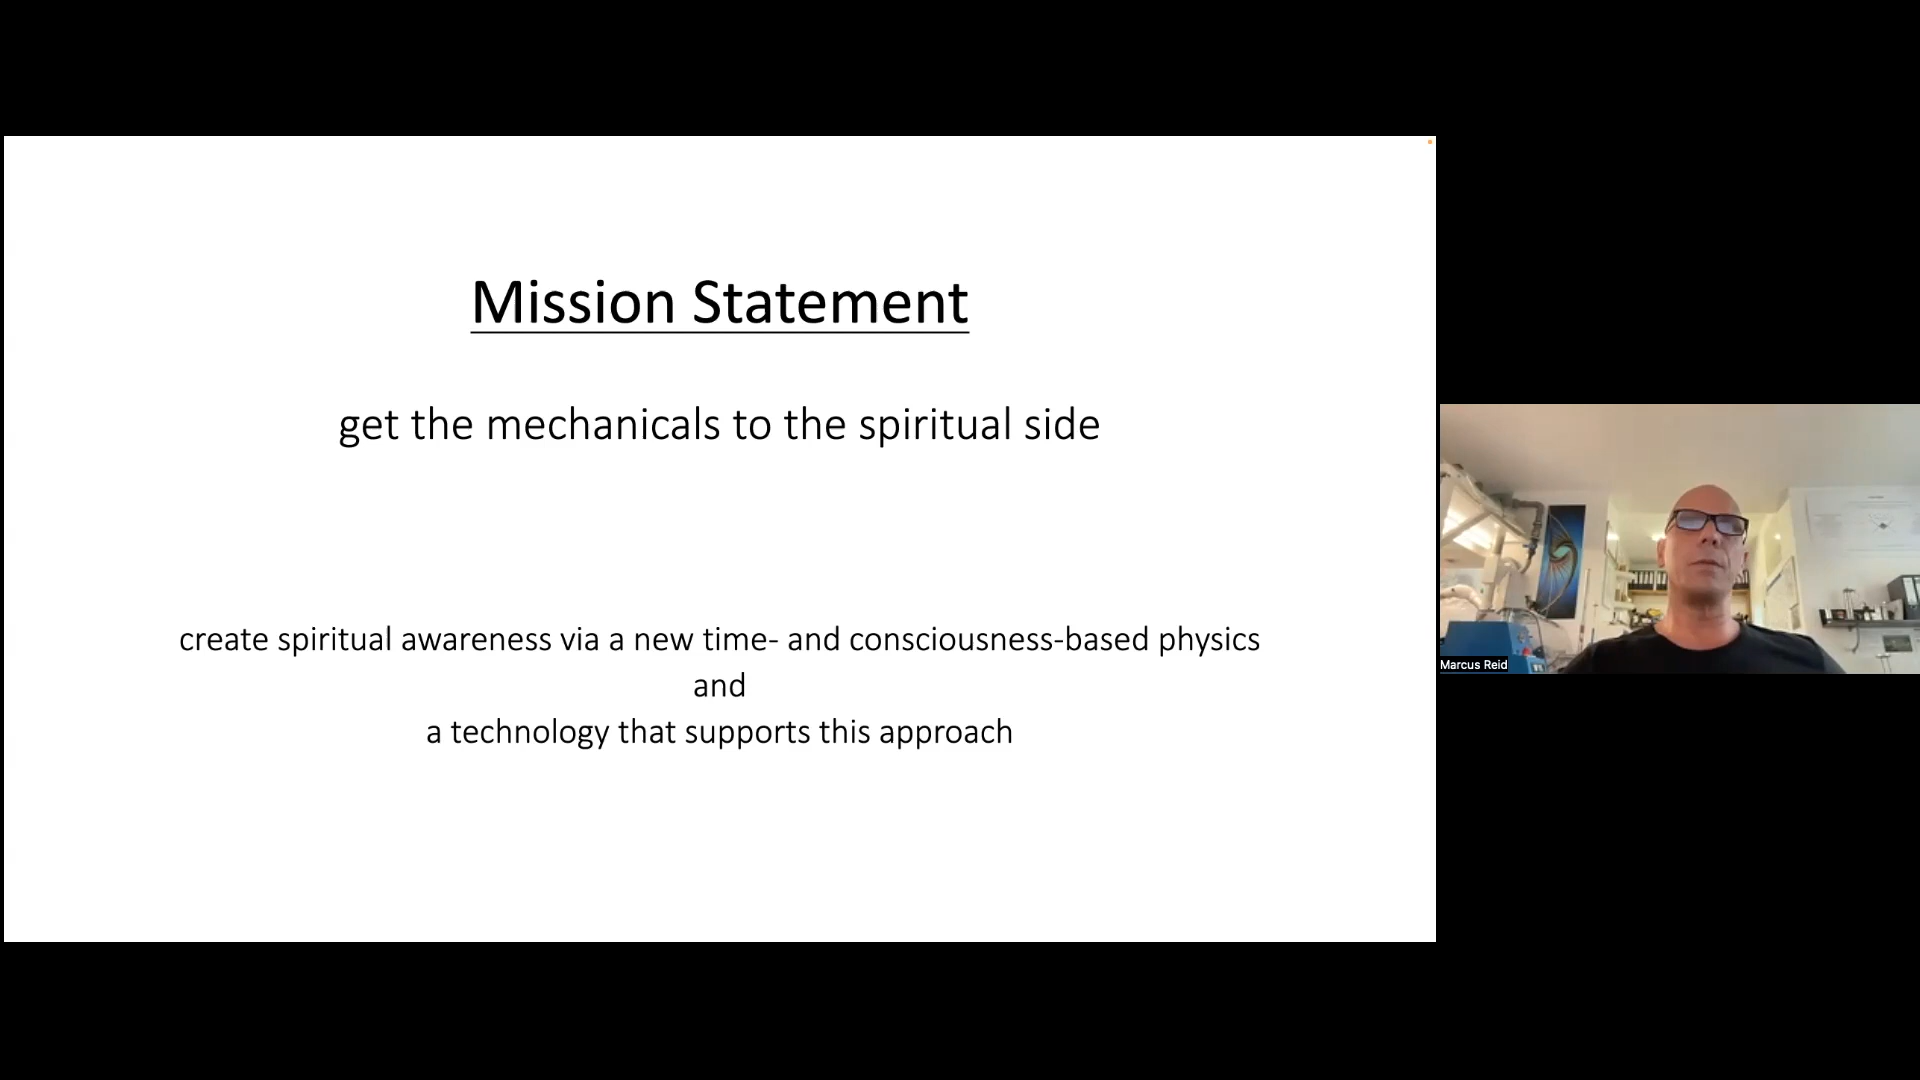 Mission Statement
get the mechanicals to the spiritual side
create spiritual awareness via a new time- and consciousness-based physics
and
a technology that supports this approach
Marcus Reid